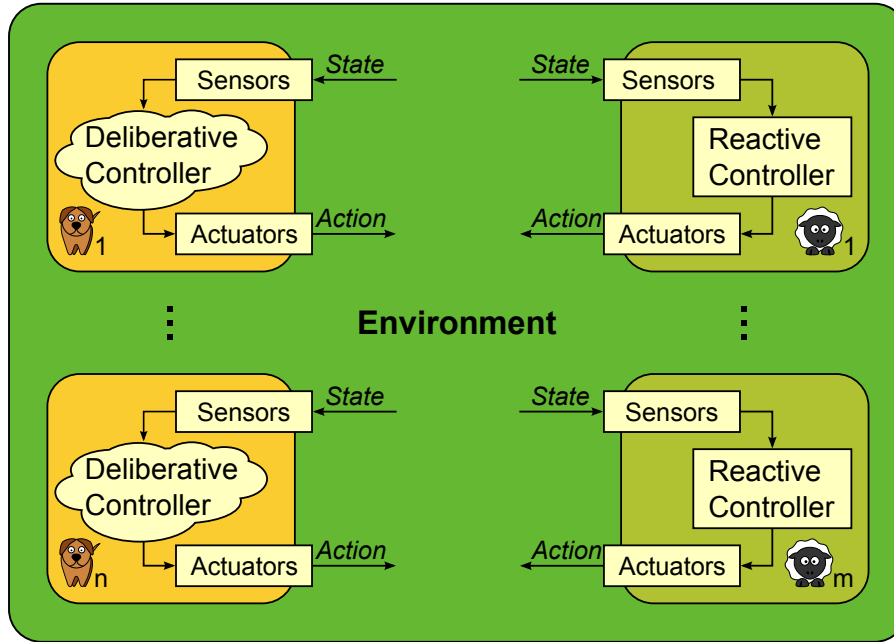 Sensors
State
State
Sensors
Deliberative
Controller
Reactive
Controller
Actuators
Action
Action
Actuators
1
1
Environment
Sensors
State
State
Sensors
Deliberative
Controller
Reactive
Controller
Actuators
Action
Action
Actuators
n
m